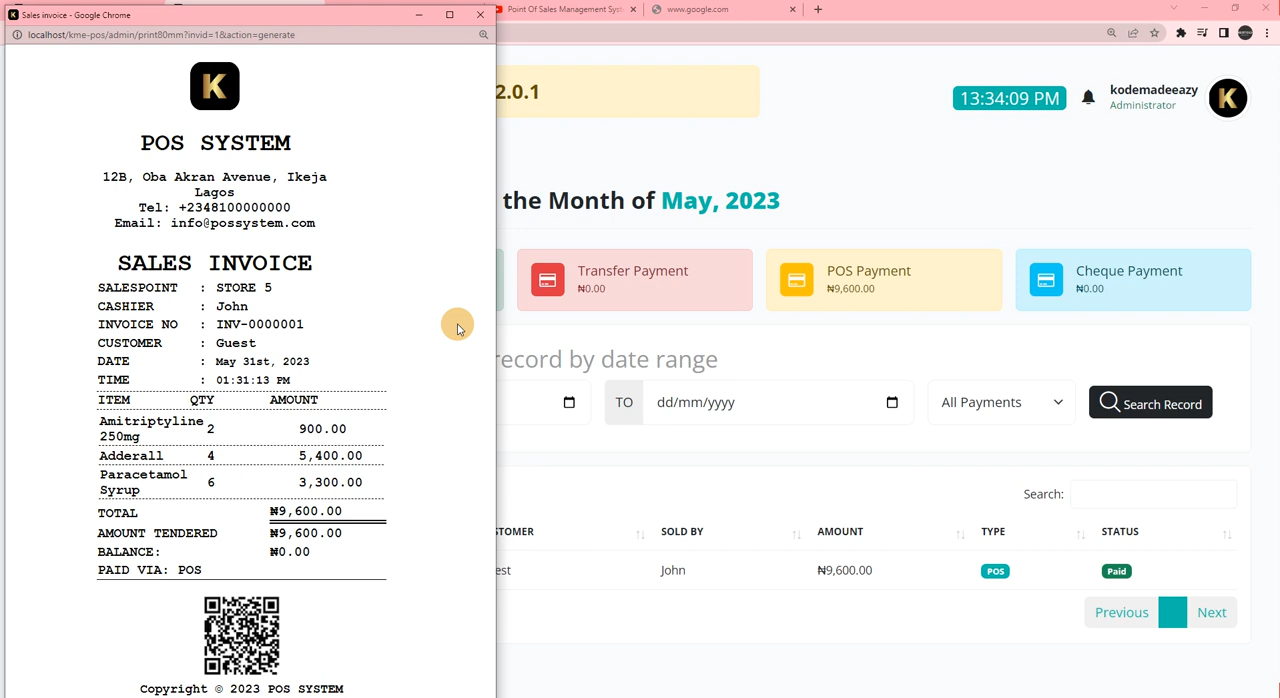 Sales invoice - Google Chrome
localhost/kme-pos/admin/print80mm?invid=1&action=generate
K
POS SYSTEM
12B, Oba Akran Avenue, Ikeja
Lagos
Tel: +2348100000000
Email: info@possystem.com
SALES INVOICE
SALESPOINT : STORE 5
CASHIER : John
INVOICE NO : INV-0000001
CUSTOMER : Guest
DATE : May 31st, 2023
TIME : 01:31:13 PM
ITEM QTY AMOUNT
Amitriptyline 2 900.00
250mg
Adderall 4 5,400.00
Paracetamol 6 3,300.00
Syrup
TOTAL ₦9,600.00
AMOUNT TENDERED ₦9,600.00
BALANCE: ₦0.00
PAID VIA: POS
Copyright © 2023 POS SYSTEM
Point Of Sales Management Syst
www.google.com
2.0.1
13:34:09 PM
kodemadeeazy
Administrator
K
the Month of May, 2023
Transfer Payment
₦0.00
POS Payment
₦9,600.00
Cheque Payment
₦0.00
record by date range
TO dd/mm/yyyy All Payments Search Record
Search:
STOMER SOLD BY AMOUNT TYPE STATUS
est John ₦9,600.00 POS Paid
Previous Next